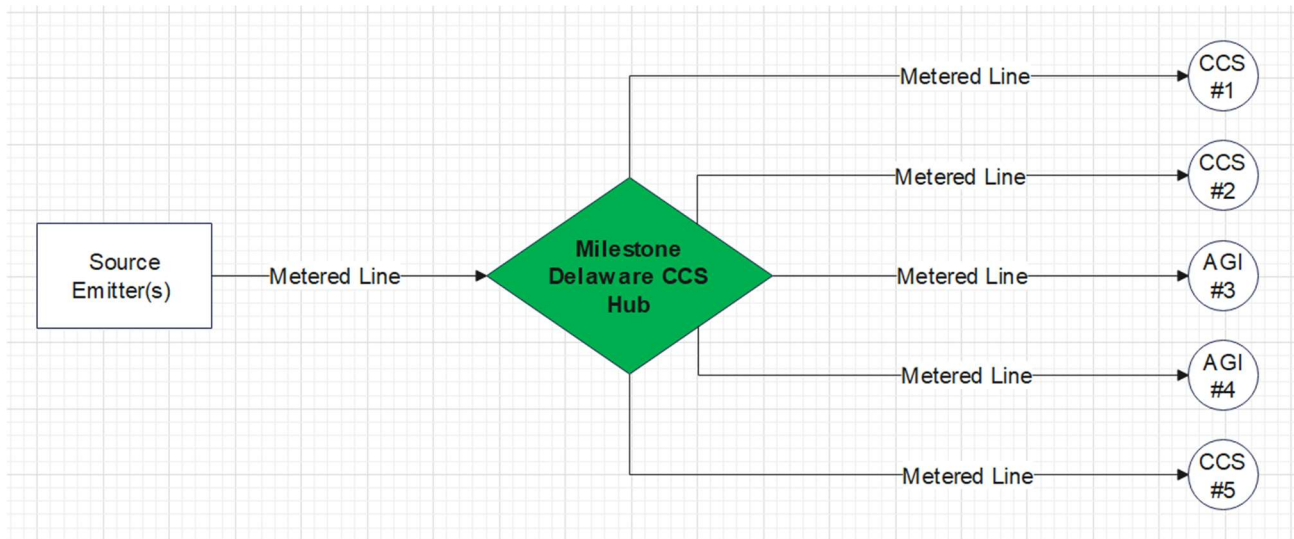 Metered Line
CCS
#1
Metered Line
CCS
#2
Source
Emitter(s)
Metered Line
Milestone
Delaware CCS
Hub
Metered Line
AGI
#3
Metered Line
AGI
#4
Metered Line
CCS
#5